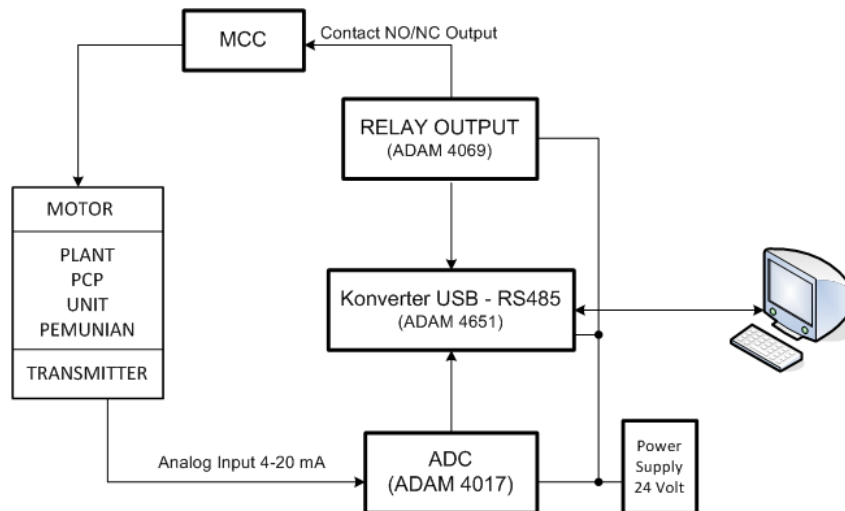 MCC
Contact NO/NC Output
RELAY OUTPUT
(ADAM 4069)
MOTOR
PLANT
PCP
UNIT
PEMUNIAN
TRANSMITTER
Konverter USB - RS485
(ADAM 4651)
Analog Input 4-20 mA
ADC
(ADAM 4017)
Power
Supply
24 Volt